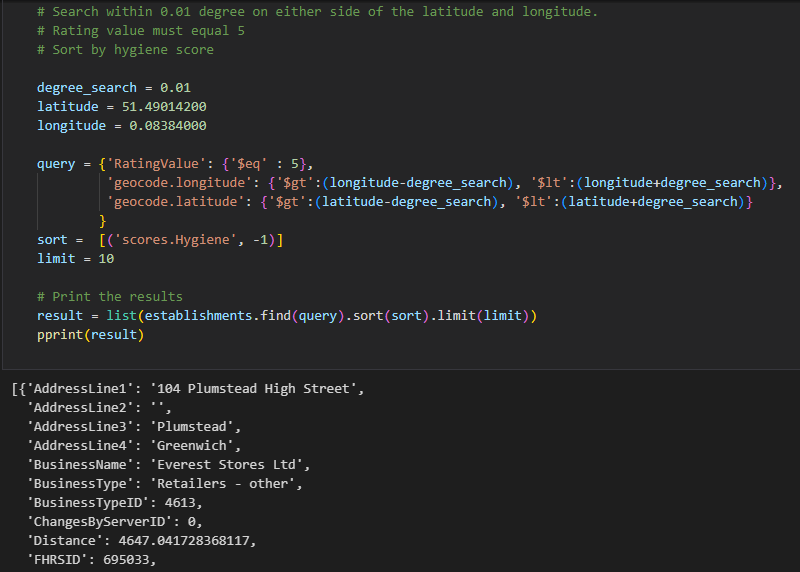 # Search within 0.01 degree on either side of the latitude and longitude.
# Rating value must equal 5
# Sort by hygiene score
degree_search = 0.01
latitude = 51.49014200
longitude = 0.08384000
query = {'RatingValue': {'$eq' : 5},
'geocode.longitude': {'$gt':(longitude-degree_search), '$lt':(longitude+degree_search)},
'geocode.latitude': {'$gt':(latitude-degree_search), '$lt':(latitude+degree_search)}
}
sort =  [('scores.Hygiene', -1)]
limit = 10
# Print the results
result = list(establishments.find(query).sort(sort).limit(limit))
pprint(result)
[{'AddressLine1': '104 Plumstead High Street',
'AddressLine2': '',
'AddressLine3': 'Plumstead',
'AddressLine4': 'Greenwich',
'BusinessName': 'Everest Stores Ltd',
'BusinessType': 'Retailers - other',
'BusinessTypeID': 4613,
'ChangesByServerID': 0,
'Distance': 4647.041728368117,
'FHRSID': 695033,